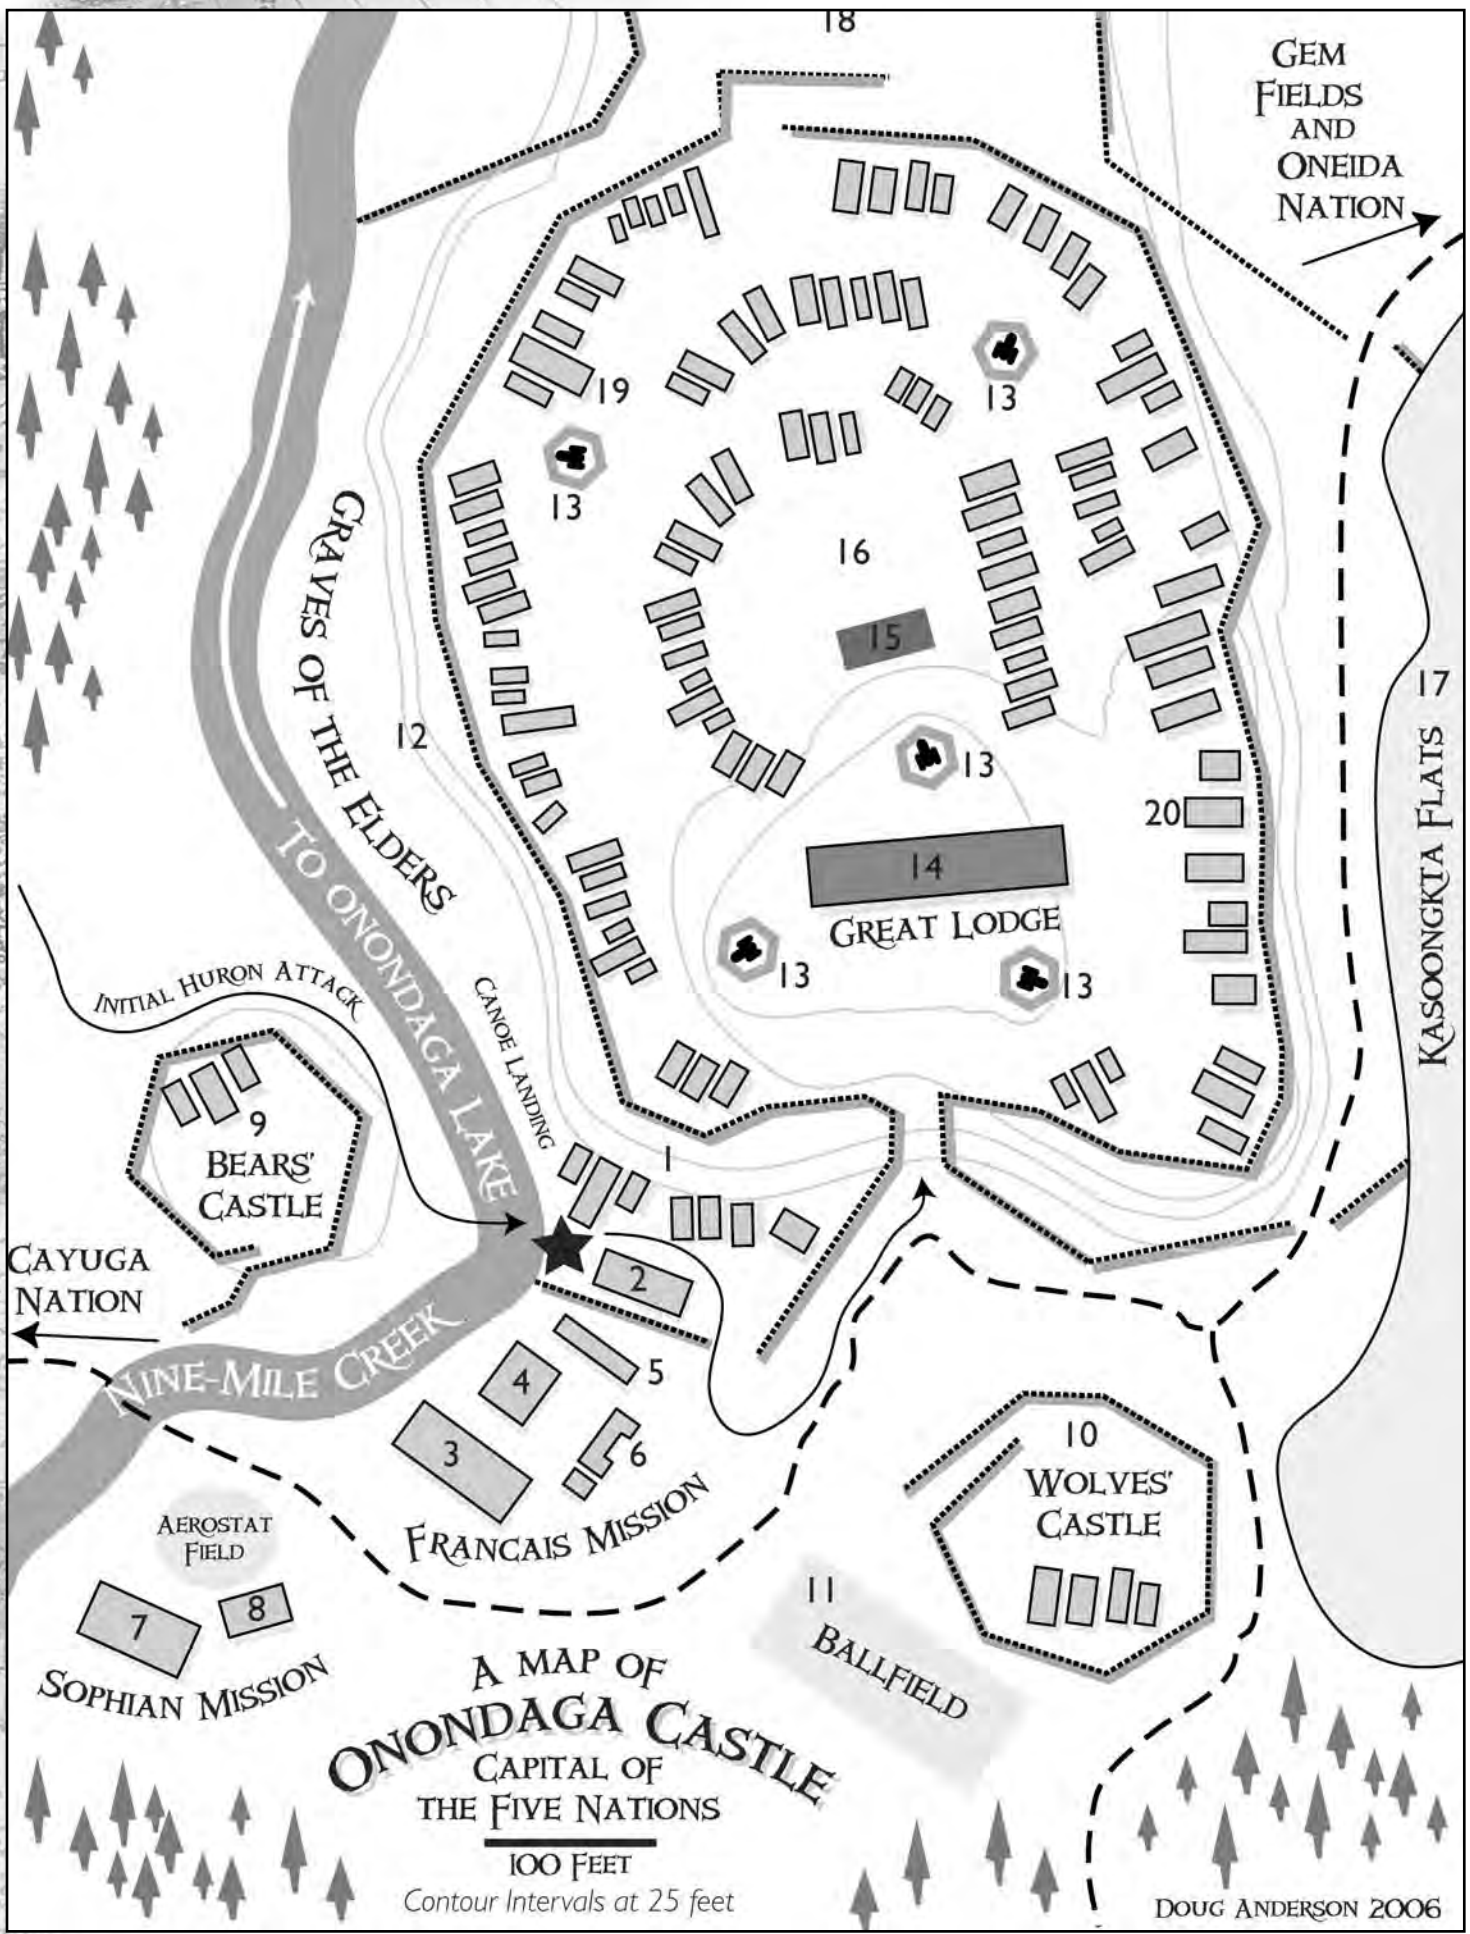 18
GEM
FIELDS
AND
ONEIDA
NATION
19
13
13
16
GRAVES OF THE ELDERS
15
17
12
13
KASOONGKTA FLATS
20
TO ONONDAGA LAKE
14
GREAT LODGE
13
13
INITIAL HURON ATTACK
CANOE LANDING
9
BEARS'
CASTLE
1
CAYUGA
NATION
2
NINE-MILE CREEK
5
4
3
6
10
WOLVES'
CASTLE
FRANCAIS MISSION
AEROSTAT
FIELD
11
BALLFIELD
7
8
SOPHIAN MISSION
A MAP OF
ONONDAGA CASTLE
CAPITAL OF
THE FIVE NATIONS
100 FEET
Contour Intervals at 25 feet
DOUG ANDERSON 2006